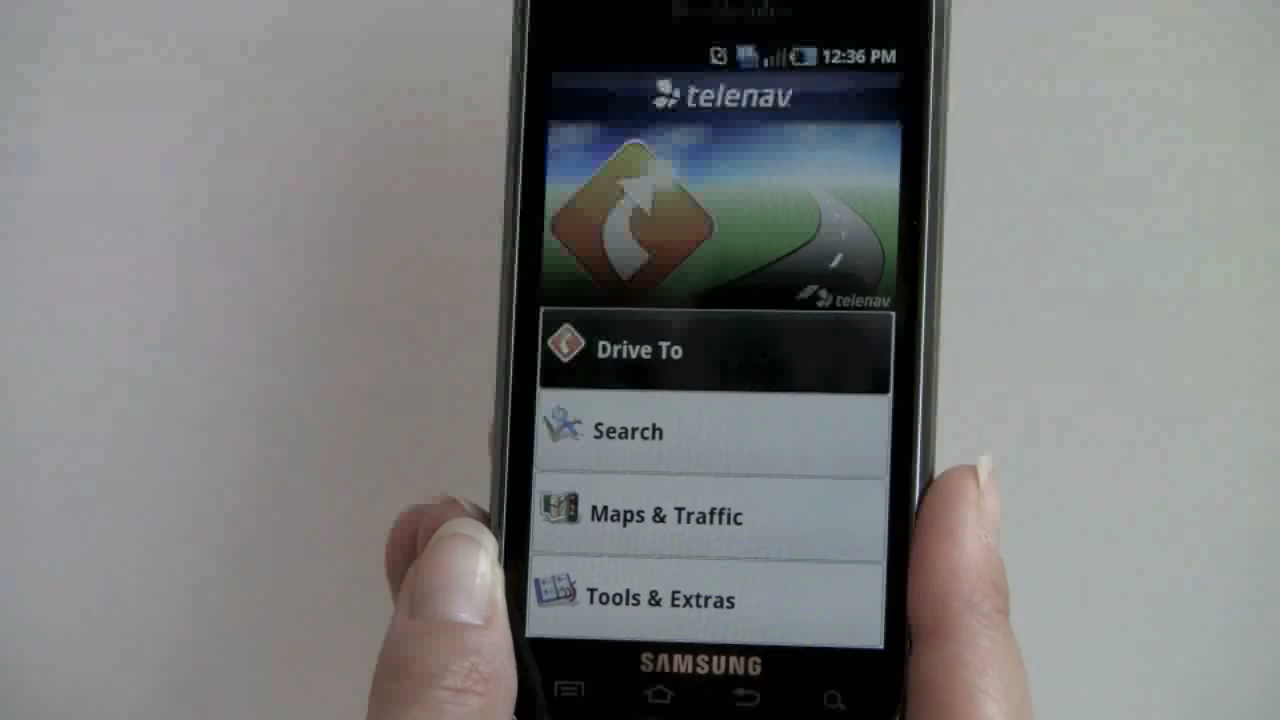 12:36 PM
telenav
telenav
Drive To
Search
Maps & Traffic
Tools & Extras
SAMSUNG